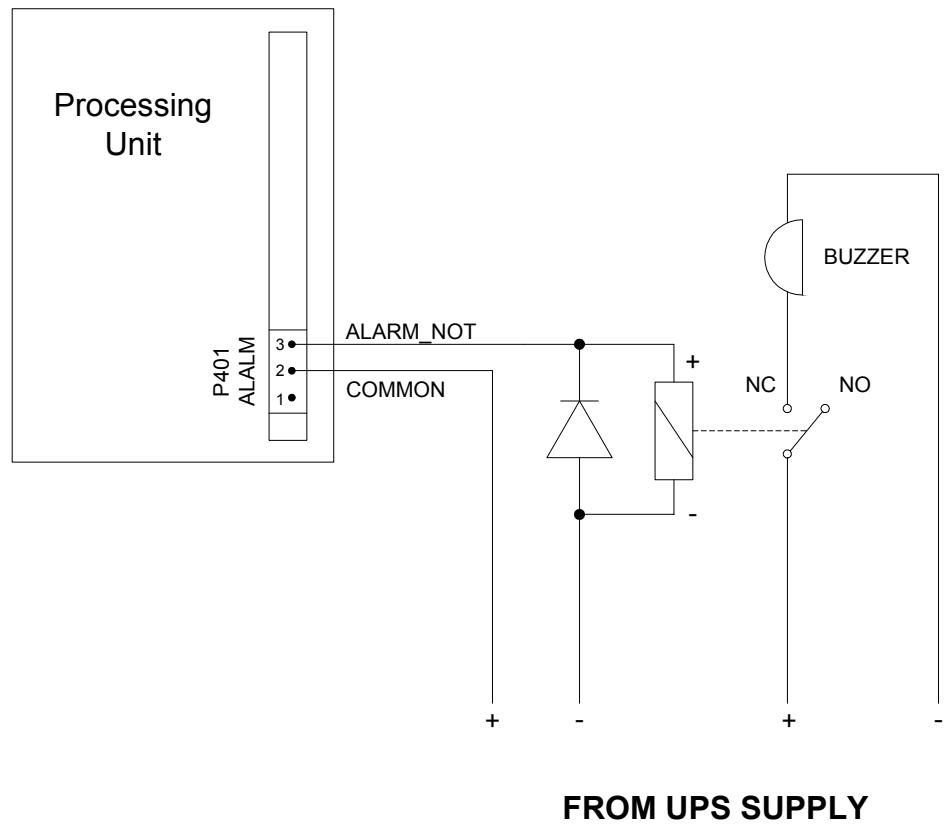 Processing
Unit
BUZZER
P401
ALALM
3
2
1
ALARM_NOT
COMMON
+
-
NC
NO
+
-
+
-
FROM UPS SUPPLY